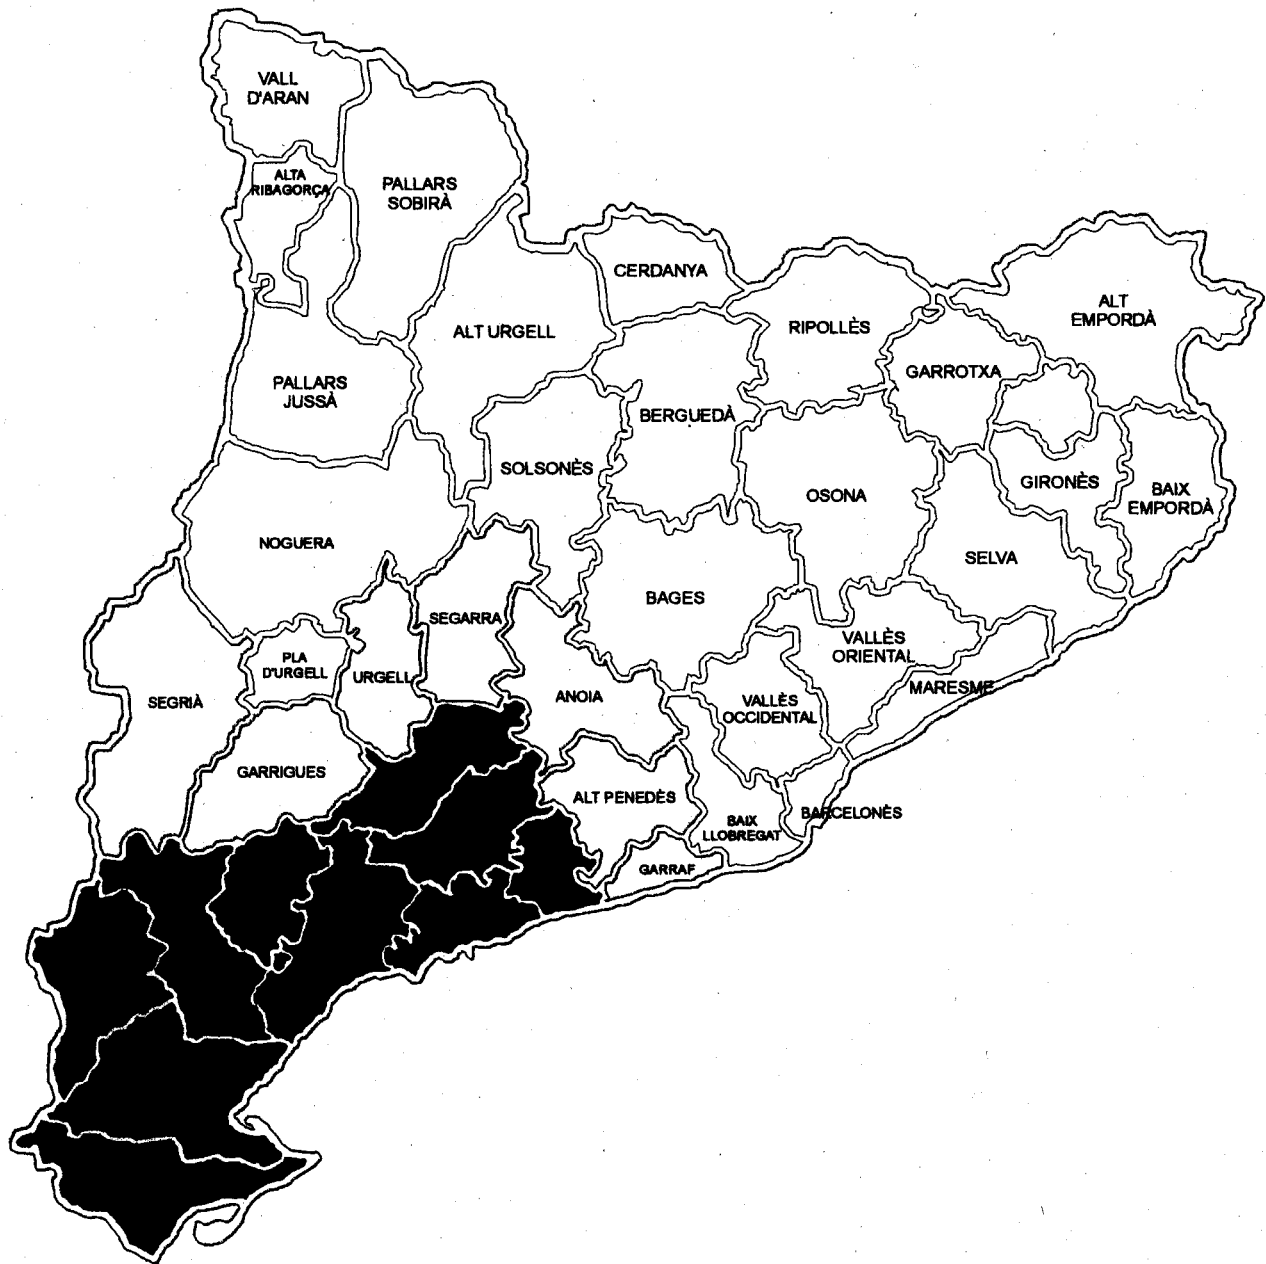 VALL
D'ARAN
ALTA
RIBAGORÇA
PALLARS
SOBIRÀ
CERDANYA
ALT URGELL
RIPOLLÈS
ALT
EMPORDÀ
GARROTXA
PALLARS
JUSSÀ
BERGUEDÀ
SOLSONÈS
GIRONÈS
OSONA
BAIX
EMPORDÀ
NOGUERA
SELVA
BAGES
SEGARRA
VALLÈS
ORIENTAL
PLA
D'URGELL
URGELL
SEGRIÀ
ANOIA
MARESME
VALLÈS
OCCIDENTAL
GARRIGUES
ALT PENEDÈS
BARCELONÈS
BAIX
LLOBREGAT
GARRAF